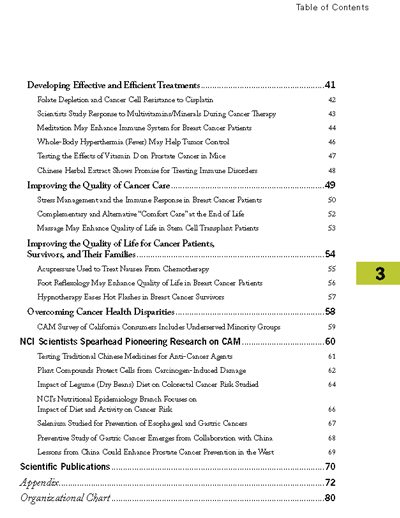 Table of Contents
Developing Effective and Efficient Treatments 41
Folate Depletion and Cancer Cell Resistance to Cisplatin 42
Scientists Study Response to Multivitamins/Minerals During Cancer Therapy 43
Meditation May Enhance Immune System for Breast Cancer Patients 44
Whole-Body Hyperthermia (Fever) May Help Tumor Control 46
Testing the Effects of Vitamin D on Prostate Cancer in Mice 47
Chinese Herbal Extract Shows Promise for Treating Immune Disorders 48
Improving the Quality of Cancer Care 49
Stress Management and the Immune Response in Breast Cancer Patients 50
Complementary and Alternative "Comfort Care" at the End of Life 52
Massage May Enhance Quality of Life in Stem Cell Transplant Patients 53
Improving the Quality of Life for Cancer Patients,
Survivors, and Their Families 54
Acupressure Used to Treat Nausea From Chemotherapy 55
Foot Reflexology May Enhance Quality of Life in Breast Cancer Patients 56
Hypnotherapy Eases Hot Flashes in Breast Cancer Survivors 57
3
Overcoming Cancer Health Disparities 58
CAM Survey of California Consumers Includes Underserved Minority Groups 59
NCI Scientists Spearhead Pioneering Research on CAM 60
Testing Traditional Chinese Medicines for Anti-Cancer Agents 61
Plant Compounds Protect Cells from Carcinogen-Induced Damage 62
Impact of Legume (Dry Beans) Diet on Colorectal Cancer Risk Studied 64
NCI's Nutritional Epidemiology Branch Focuses on
Impact of Diet and Activity on Cancer Risk 66
Selenium Studied for Prevention of Esophageal and Gastric Cancers 67
Preventive Study of Gastric Cancer Emerges from Collaboration with China 68
Lessons from China Could Enhance Prostate Cancer Prevention in the West 69
Scientific Publications 70
Appendix 72
Organizational Chart 80